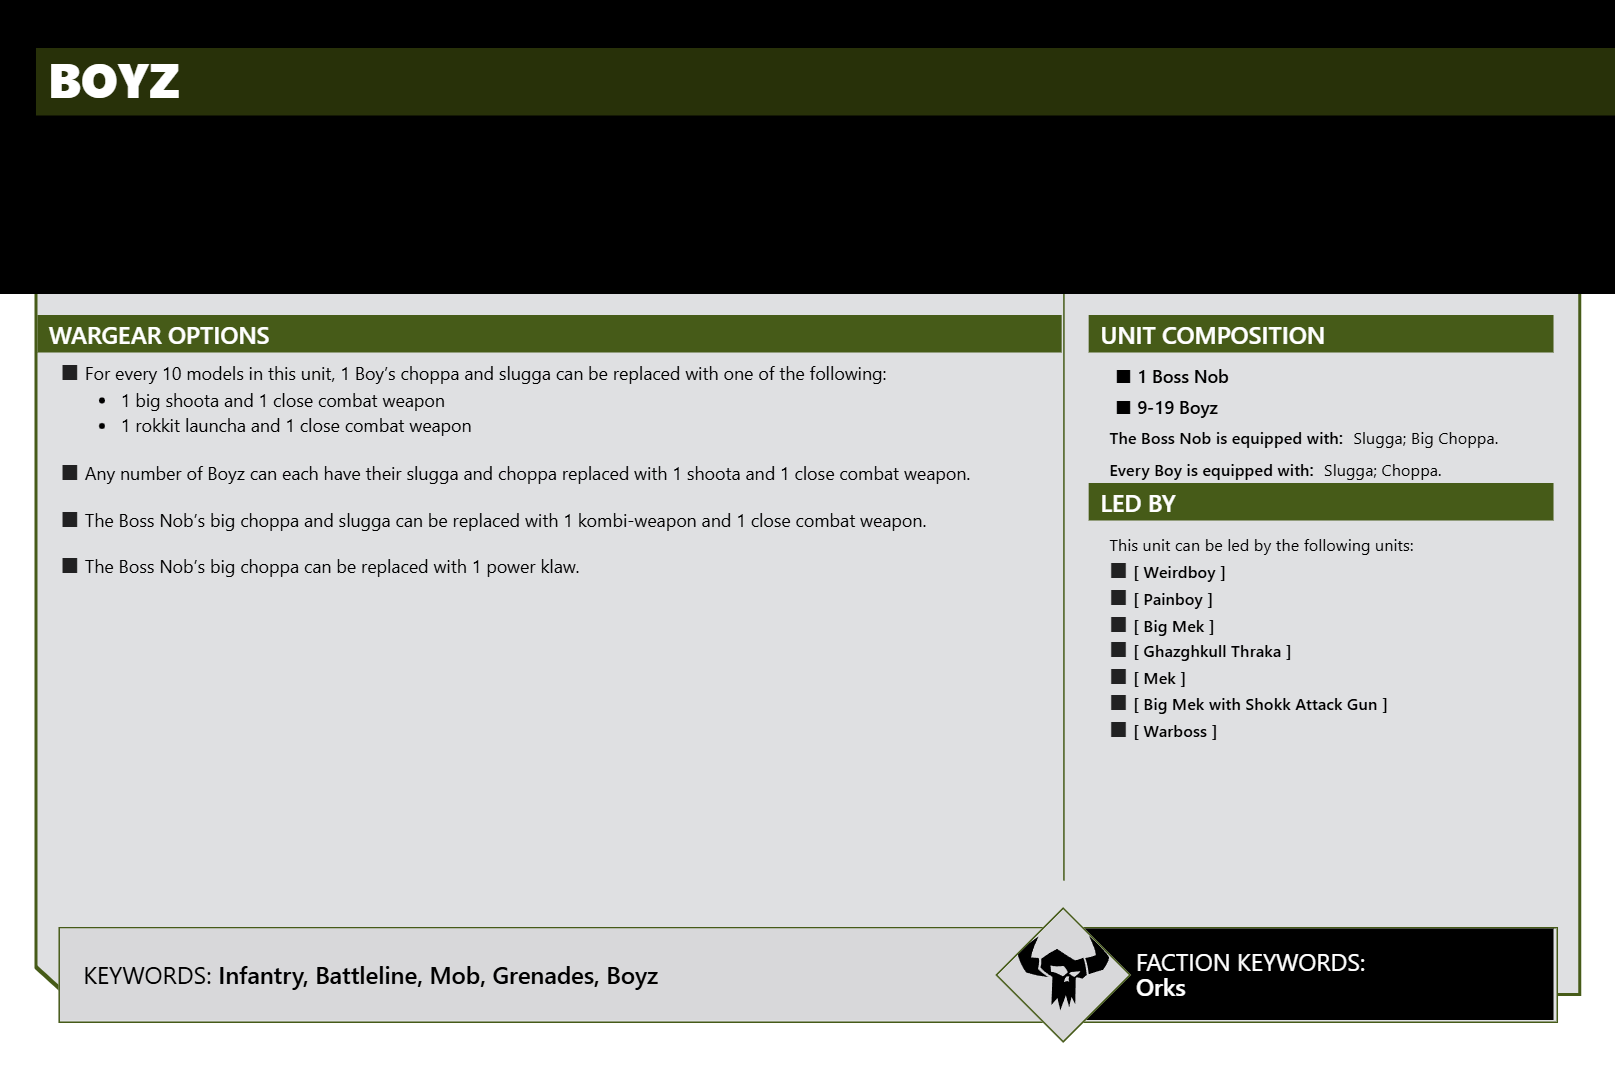 BOYZ
WARGEAR OPTIONS
For every 10 models in this unit, 1 Boy’s choppa and slugga can be replaced with one of the following:
• 1 big shoota and 1 close combat weapon
• 1 rokkit launcha and 1 close combat weapon
Any number of Boyz can each have their slugga and choppa replaced with 1 shoota and 1 close combat weapon.
The Boss Nob’s big choppa and slugga can be replaced with 1 kombi-weapon and 1 close combat weapon.
The Boss Nob’s big choppa can be replaced with 1 power klaw.
UNIT COMPOSITION
■ 1 Boss Nob
■ 9-19 Boyz
The Boss Nob is equipped with: Slugga; Big Choppa.
Every Boy is equipped with: Slugga; Choppa.
LED BY
This unit can be led by the following units:
[ Weirdboy ]
[ Painboy ]
[ Big Mek ]
[ Ghazghkull Thraka ]
[ Mek ]
[ Big Mek with Shokk Attack Gun ]
[ Warboss ]
KEYWORDS: Infantry, Battleline, Mob, Grenades, Boyz
FACTION KEYWORDS:
Orks